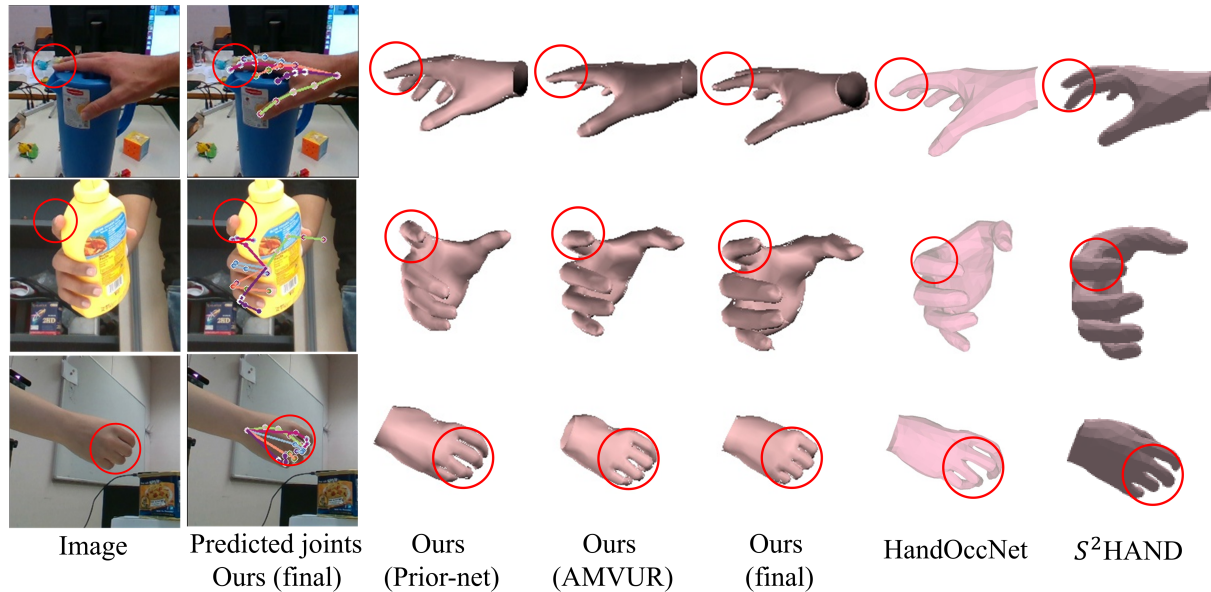 Image
Predicted joints
Ours (final)
Ours
(Prior-net)
Ours
(AMVUR)
Ours
(final)
HandOccNet
S²HAND